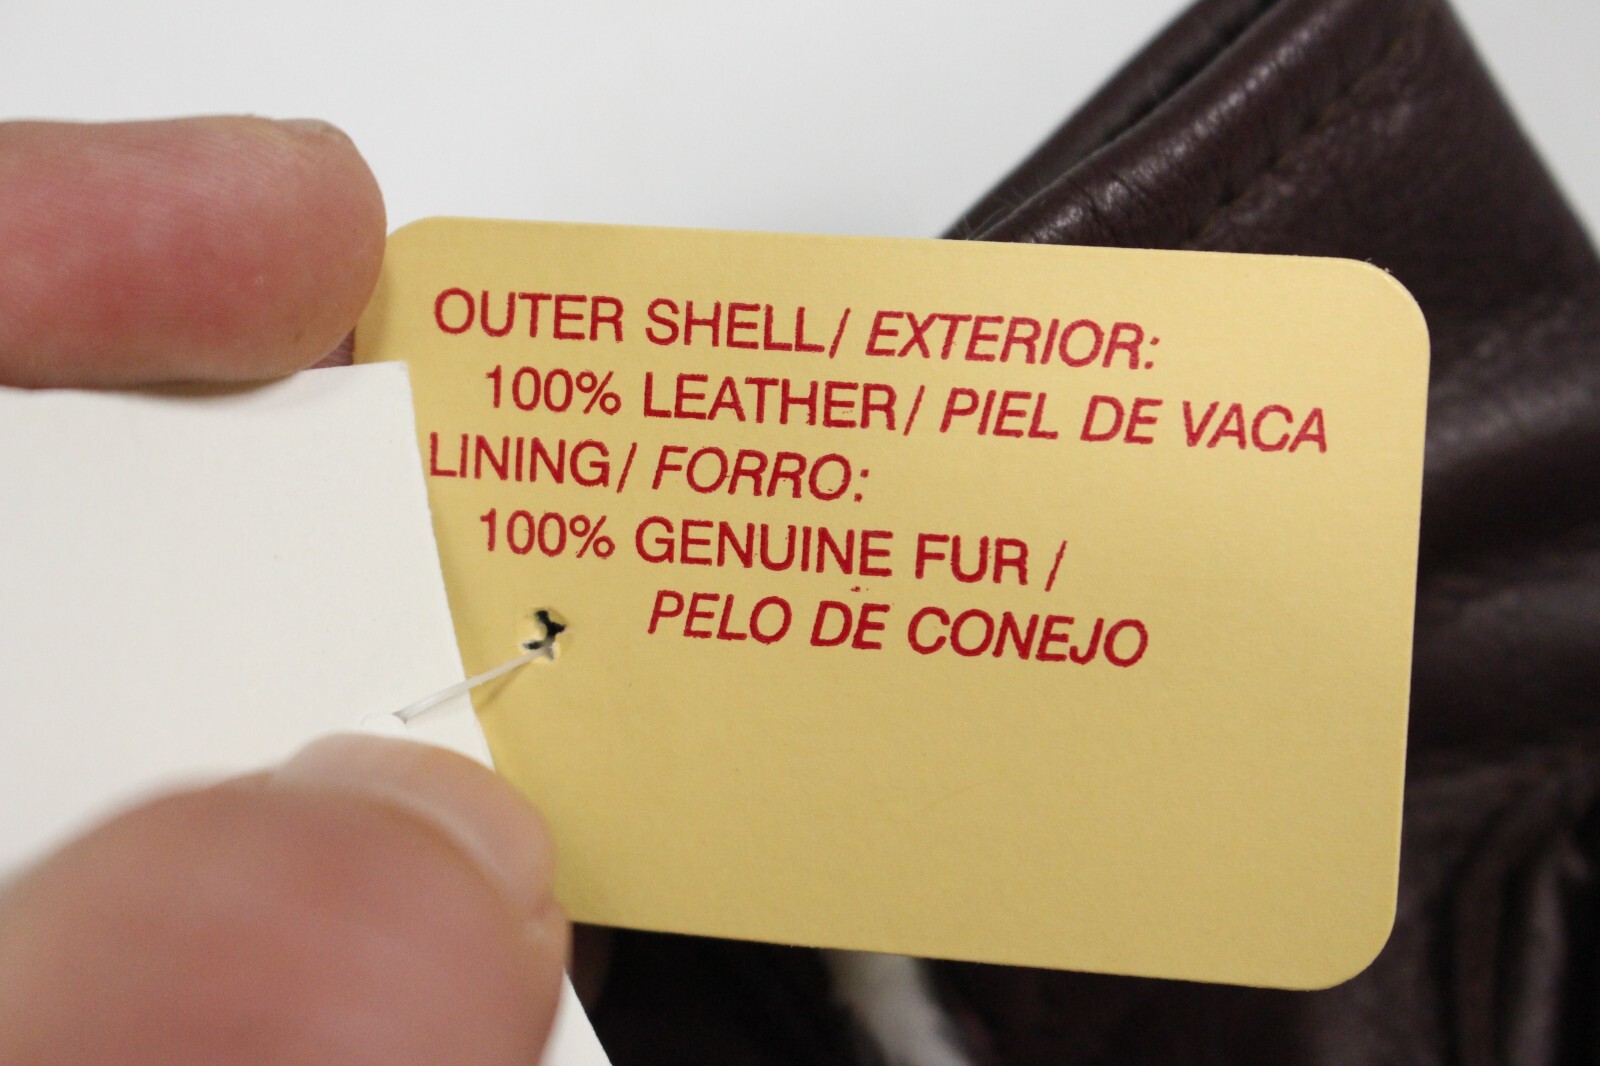 OUTER SHELL/ EXTERIOR:
100% LEATHER/ PIEL DE VACA
LINING/ FORRO:
100% GENUINE FUR /
PELO DE CONEJO